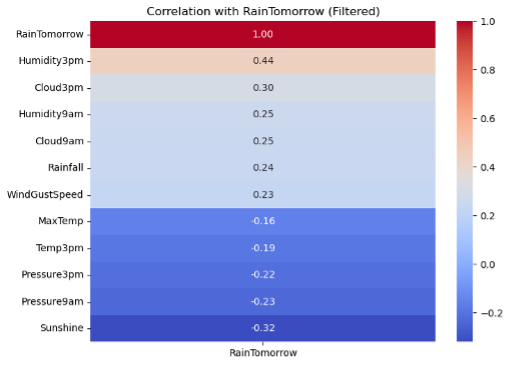 Correlation with RainTomorrow (Filtered)
RainTomorrow 1.00
Humidity3pm 0.44
Cloud3pm 0.30
Humidity9am 0.25
Cloud9am 0.25
Rainfall 0.24
WindGustSpeed 0.23
MaxTemp -0.16
Temp3pm -0.19
Pressure3pm -0.22
Pressure9am -0.23
Sunshine -0.32
RainTomorrow
1.0
0.8
0.6
0.4
0.2
0.0
−0.2